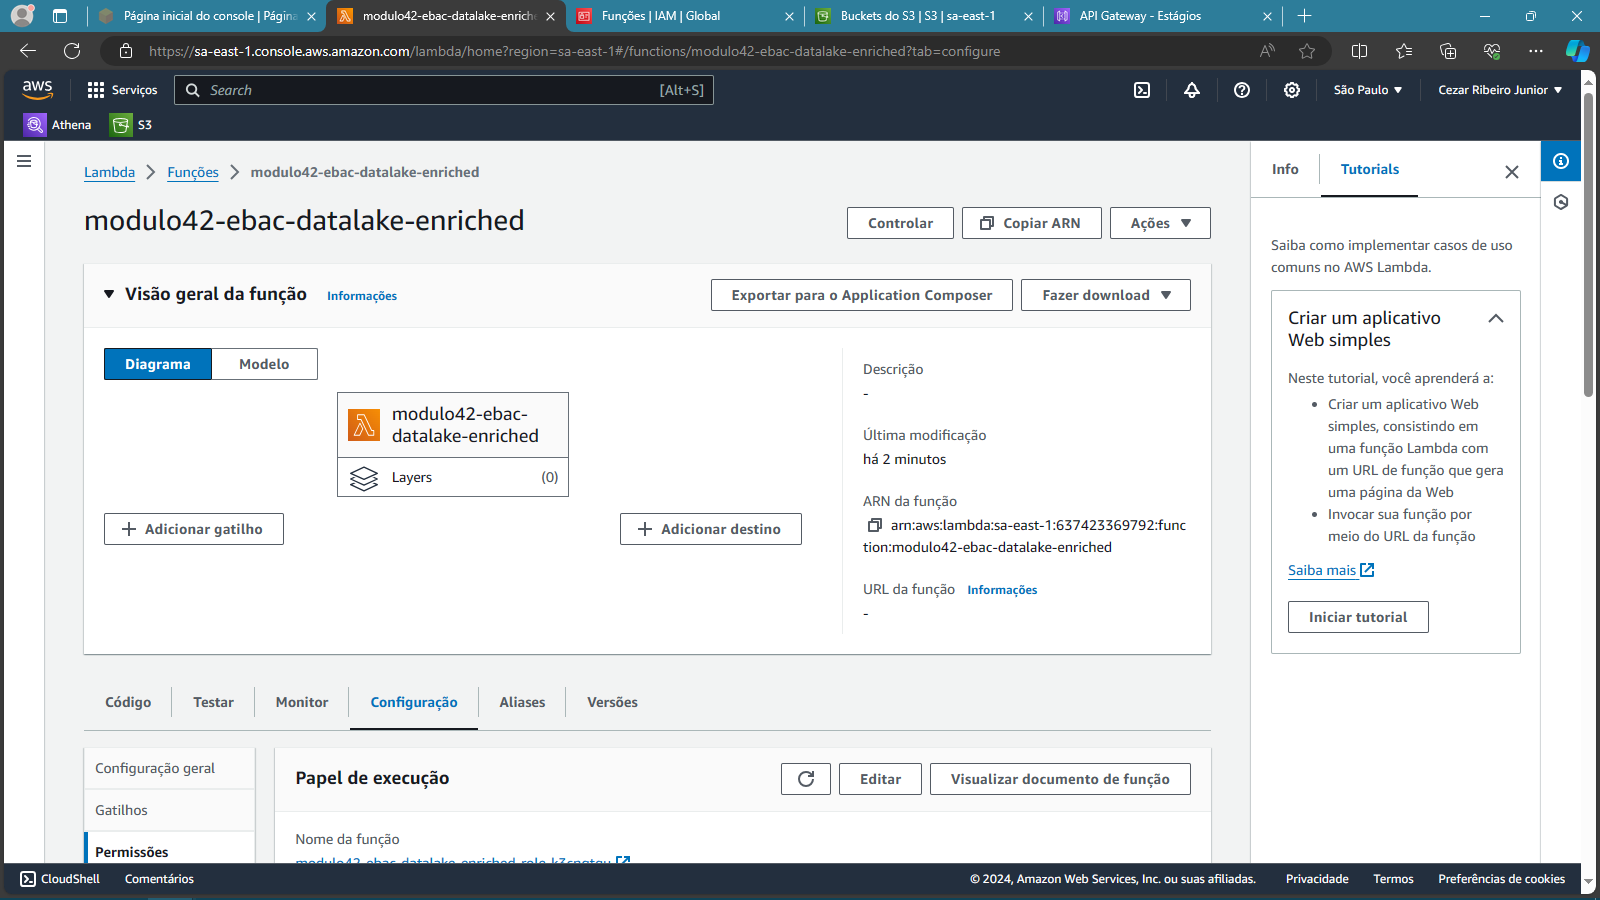 Página inicial do console | Página
modulo42-ebac-datalake-enriche
Funções | IAM | Global
Buckets do S3 | S3 | sa-east-1
API Gateway - Estágios
https://sa-east-1.console.aws.amazon.com/lambda/home?region=sa-east-1#/functions/modulo42-ebac-datalake-enriched?tab=configure
aws
Serviços
Search
[Alt+S]
São Paulo
Cezar Ribeiro Junior
Athena
S3
Lambda
Funções
modulo42-ebac-datalake-enriched
modulo42-ebac-datalake-enriched
Controlar
Copiar ARN
Ações
Visão geral da função
Informações
Exportar para o Application Composer
Fazer download
Diagrama
Modelo
modulo42-ebac-
datalake-enriched
Layers
(0)
Adicionar gatilho
Adicionar destino
Descrição
-
Última modificação
há 2 minutos
ARN da função
arn:aws:lambda:sa-east-1:637423369792:func
tion:modulo42-ebac-datalake-enriched
URL da função
Informações
-
Código
Testar
Monitor
Configuração
Aliases
Versões
Configuração geral
Gatilhos
Permissões
Papel de execução
Editar
Visualizar documento de função
Nome da função
Info
Tutorials
Saiba como implementar casos de uso
comuns no AWS Lambda.
Criar um aplicativo
Web simples
Neste tutorial, você aprenderá a:
• Criar um aplicativo Web
simples, consistindo em
uma função Lambda com
um URL de função que gera
uma página da Web
• Invocar sua função por
meio do URL da função
Saiba mais
Iniciar tutorial
CloudShell
Comentários
© 2024, Amazon Web Services, Inc. ou suas afiliadas.
Privacidade
Termos
Preferências de cookies